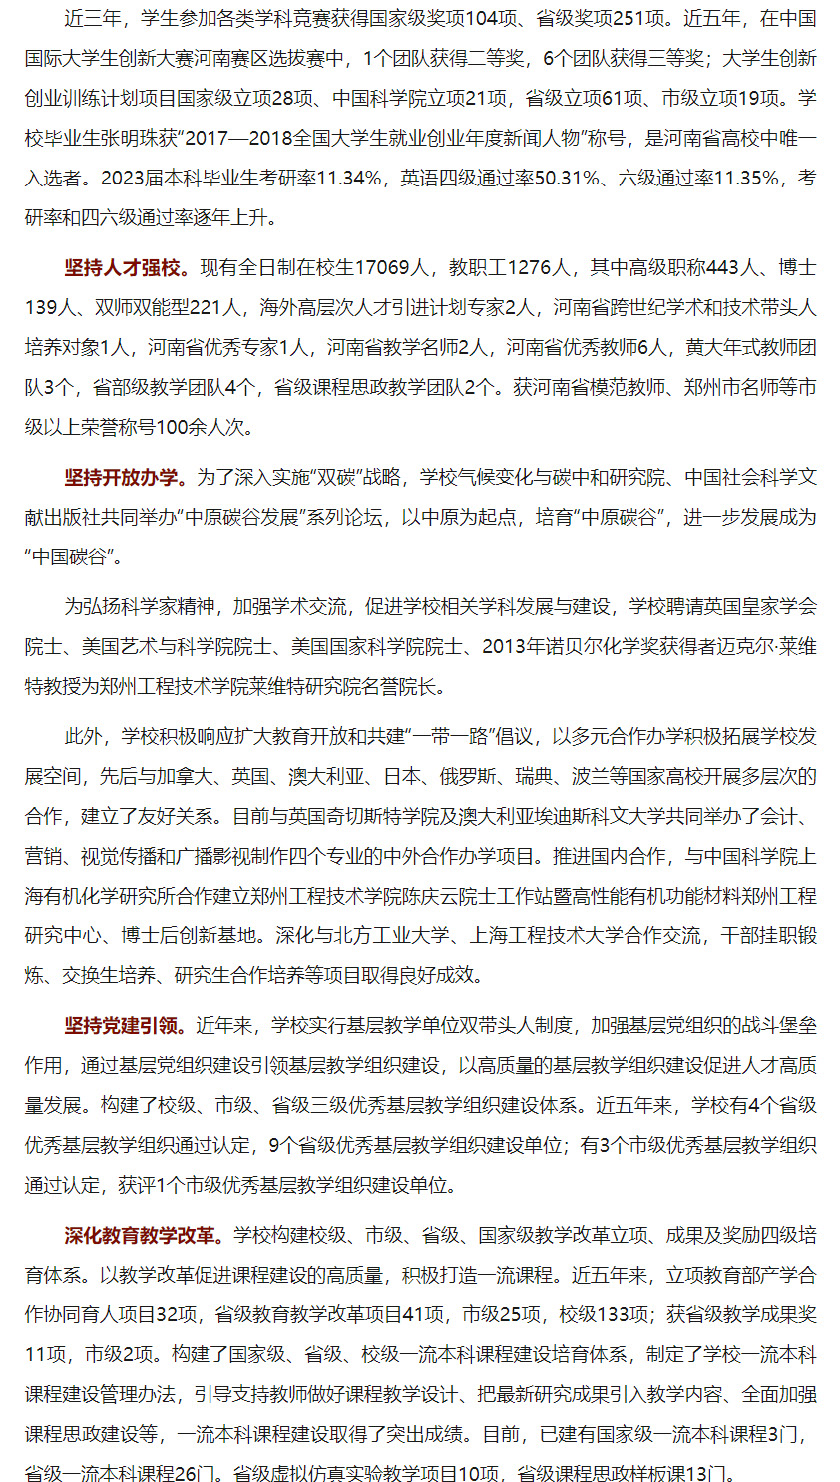 近三年，学生参加各类学科竞赛获得国家级奖项104项、省级奖项251项。近五年，在中国
国际大学生创新大赛河南赛区选拔赛中，1个团队获得二等奖，6个团队获得三等奖；大学生创新
创业训练计划项目国家级立项28项、中国科学院立项21项，省级立项61项、市级立项19项。学
校毕业生张明珠获“2017—2018全国大学生就业创业年度新闻人物”称号，是河南省高校中唯一
入选者。2023届本科毕业生考研率11.34%，英语四级通过率50.31%、六级通过率11.35%，考
研率和四六级通过率逐年上升。
坚持人才强校。现有全日制在校生17069人，教职工1276人，其中高级职称443人、博士
139人、双师双能型221人，海外高层次人才引进计划专家2人，河南省跨世纪学术和技术带头人
培养对象1人，河南省优秀专家1人，河南省教学名师2人，河南省优秀教师6人，黄大年式教师团
队3个，省部级教学团队4个，省级课程思政教学团队2个。获河南省模范教师、郑州市名师等市
级以上荣誉称号100余人次。
坚持开放办学。为了深入实施“双碳”战略，学校气候变化与碳中和研究院、中国社会科学文
献出版社共同举办“中原碳谷发展”系列论坛，以中原为起点，培育“中原碳谷”，进一步发展成为
“中国碳谷”。
为弘扬科学家精神，加强学术交流，促进学校相关学科发展与建设，学校聘请英国皇家学会
院士、美国艺术与科学院院士、美国国家科学院院士、2013年诺贝尔化学奖获得者迈克尔·莱维
特教授为郑州工程技术学院莱维特研究院名誉院长。
此外，学校积极响应扩大教育开放和共建“一带一路”倡议，以多元合作办学积极拓展学校发
展空间，先后与加拿大、英国、澳大利亚、日本、俄罗斯、瑞典、波兰等国家高校开展多层次的
合作，建立了友好关系。目前与英国奇切斯特学院及澳大利亚埃迪斯科文大学共同举办了会计、
营销、视觉传播和广播影视制作四个专业的中外合作办学项目。推进国内合作，与中国科学院上
海有机化学研究所合作建立郑州工程技术学院陈庆云院士工作站暨高性能有机功能材料郑州工程
研究中心、博士后创新基地。深化与北方工业大学、上海工程技术大学合作交流，干部挂职锻
炼、交换生培养、研究生合作培养等项目取得良好成效。
坚持党建引领。近年来，学校实行基层教学单位双带头人制度，加强基层党组织的战斗堡垒
作用，通过基层党组织建设引领基层教学组织建设，以高质量的基层教学组织建设促进人才高质
量发展。构建了校级、市级、省级三级优秀基层教学组织建设体系。近五年来，学校有4个省级
优秀基层教学组织通过认定，9个省级优秀基层教学组织建设单位；有3个市级优秀基层教学组织
通过认定，获评1个市级优秀基层教学组织建设单位。
深化教育教学改革。学校构建校级、市级、省级、国家级教学改革立项、成果及奖励四级培
育体系。以教学改革促进课程建设的高质量，积极打造一流课程。近五年来，立项教育部产学合
作协同育人项目32项，省级教育教学改革项目41项，市级25项，校级133项；获省级教学成果奖
11项，市级2项。构建了国家级、省级、校级一流本科课程建设培育体系，制定了学校一流本科
课程建设管理办法，引导支持教师做好课程教学设计、把最新研究成果引入教学内容、全面加强
课程思政建设等，一流本科课程建设取得了突出成绩。目前，已建有国家级一流本科课程3门，
省级一流本科课程26门。省级虚拟仿真实验教学项目10项，省级课程思政样板课13门。